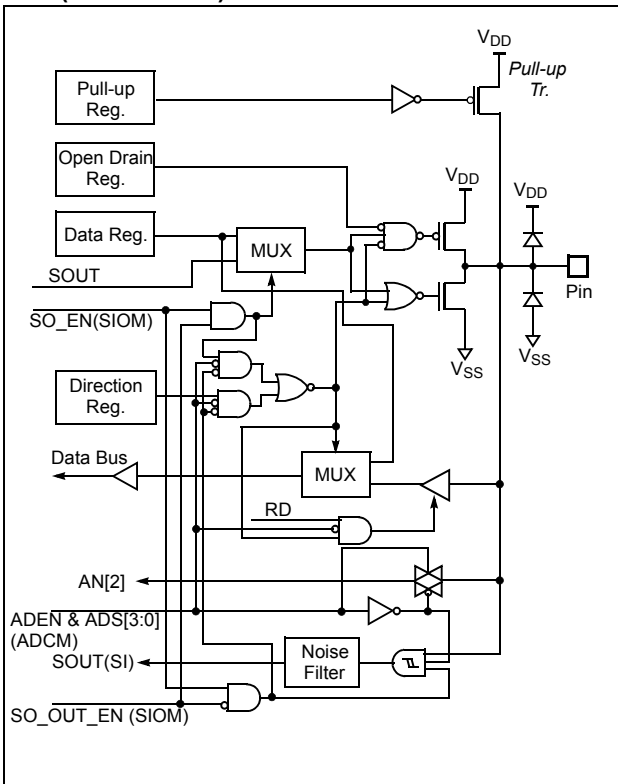 VDD
Pull-up
Tr.
Pull-up
Reg.
Open Drain
Reg.
VDD
VDD
Data Reg.
MUX
SOUT
Pin
SO_EN(SIOM)
VSS
VSS
Direction
Reg.
Data Bus
MUX
RD
AN[2]
ADEN & ADS[3:0]
(ADCM)
SOUT(SI)
Noise
Filter
SO_OUT_EN (SIOM)